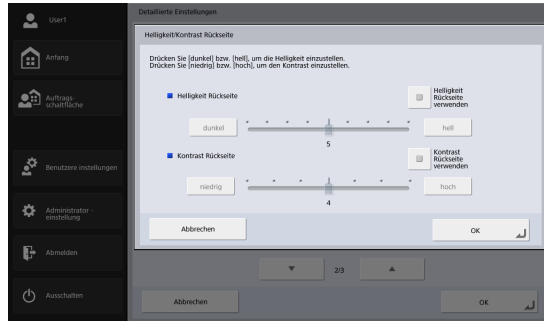 User1
Anfang
Auftrags-
schaltfläche
Benutzere instellungen
Administrator -
einstellung
Abmelden
Ausschalten
Detaillierte Einstellungen
Helligkeit/Kontrast Rückseite
Drücken Sie [dunkel] bzw. [hell], um die Helligkeit einzustellen.
Drücken Sie [niedrig] bzw. [hoch], um den Kontrast einzustellen.
Helligkeit Rückseite
Helligkeit
Rückseite
verwenden
dunkel
hell
5
Kontrast Rückseite
Kontrast
Rückseite
verwenden
niedrig
hoch
4
Abbrechen
OK
2/3
Abbrechen
OK